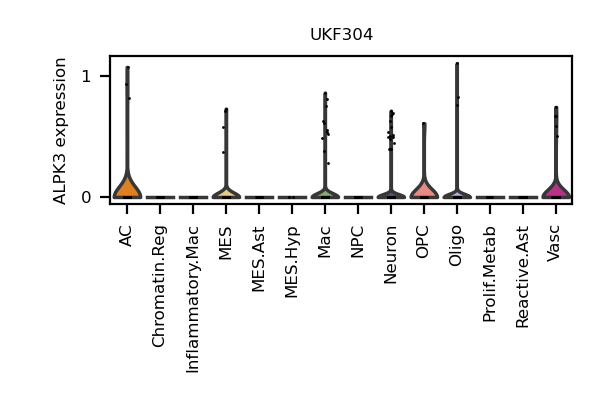 UKF304
ALPK3 expression
1
0
AC
Chromatin.Reg
Inflammatory.Mac
MES
MES.Ast
MES.Hyp
Mac
NPC
Neuron
OPC
Oligo
Prolif.Metab
Reactive.Ast
Vasc